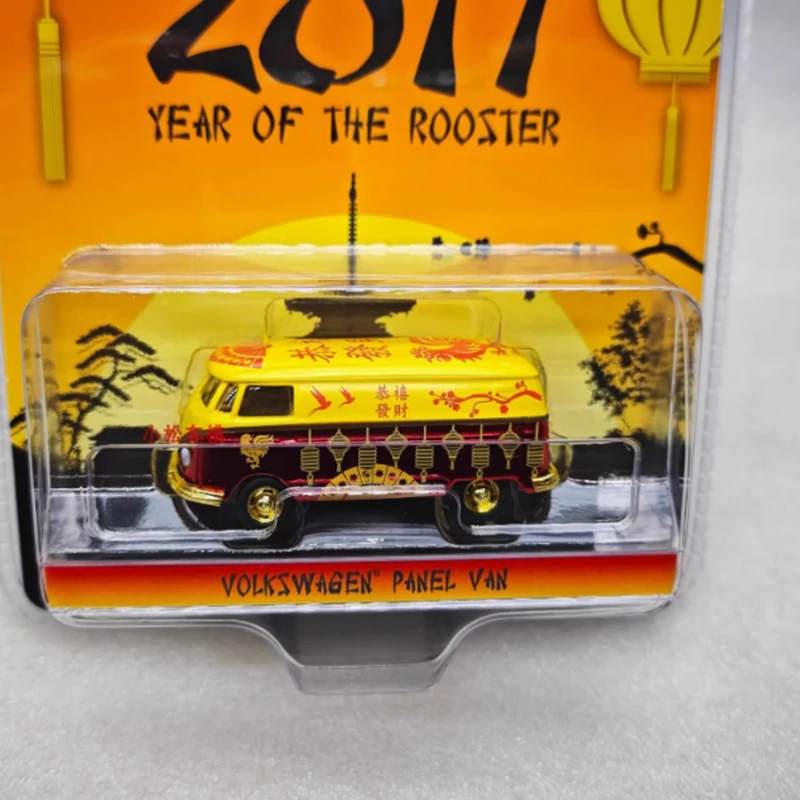 2017
YEAR OF THE ROOSTER
恭禧
發財
VOLKSWAGEN® PANEL VAN